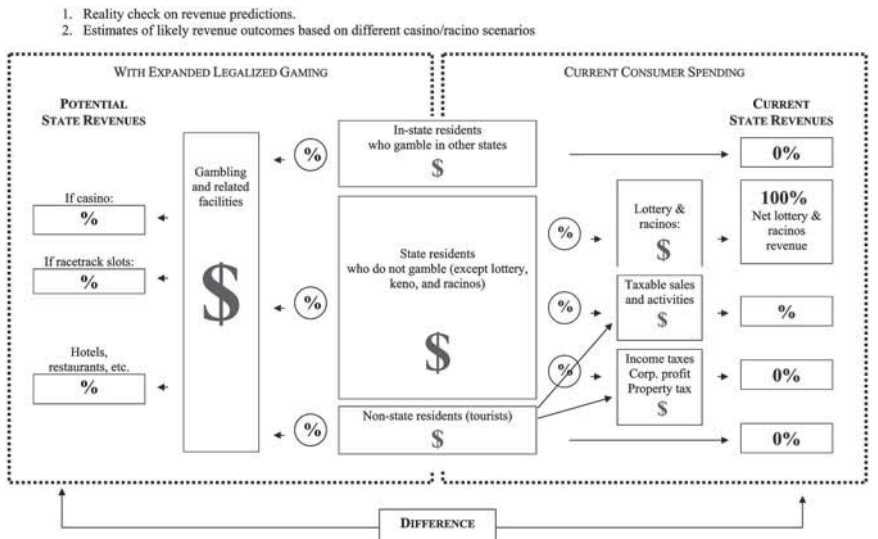 1. Reality check on revenue predictions.
2. Estimates of likely revenue outcomes based on different casino/racino scenarios
WITH EXPANDED LEGALIZED GAMING
CURRENT CONSUMER SPENDING
POTENTIAL
STATE REVENUES
If casino:
%
If racetrack slots:
%
Hotels,
restaurants, etc.
%
Gambling
and related
facilities
$
%
%
%
In-state residents
who gamble in other states
$
State residents
who do not gamble (except lottery,
keno, and racinos)
$
Non-state residents (tourists)
$
%
%
%
Lottery &
racinos:
$
Taxable sales
and activities
$
Income taxes
Corp. profit
Property tax
$
CURRENT
STATE REVENUES
0%
100%
Net lottery &
racinos
revenue
%
0%
0%
DIFFERENCE